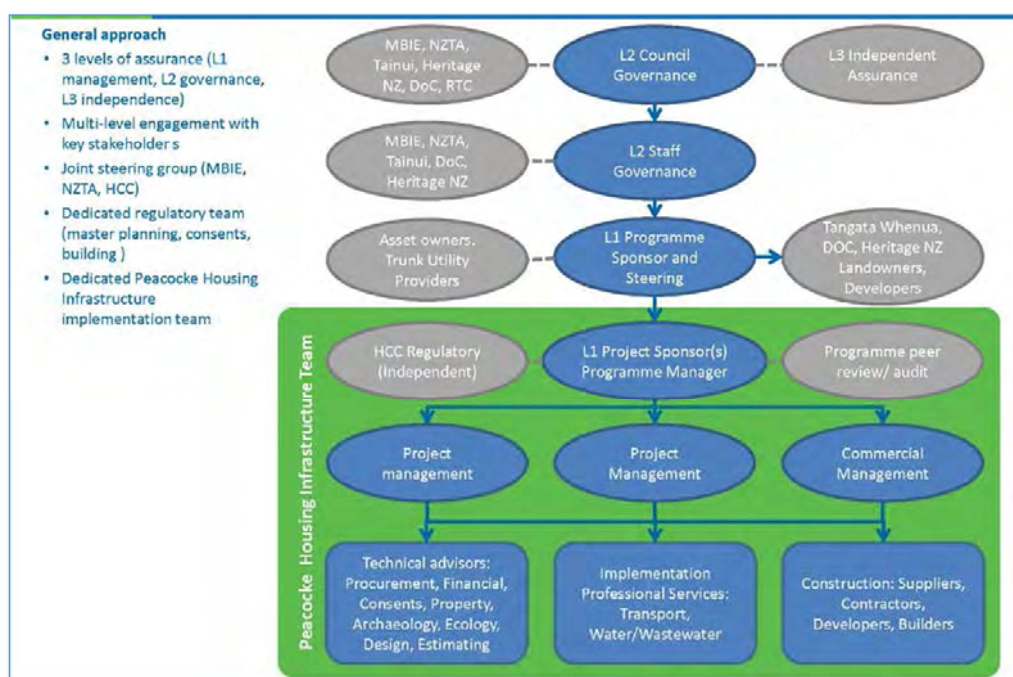 General approach
• 3 levels of assurance (L1
management, L2 governance,
L3 independence)
• Multi-level engagement with
key stakeholder s
• Joint steering group (MBIE,
NZTA, HCC)
• Dedicated regulatory team
(master planning, consents,
building )
• Dedicated Peacocke Housing
Infrastructure
implementation team
MBIE, NZTA,
Tainui, Heritage
NZ, DoC, RTC
L2 Council
Governance
L3 Independent
Assurance
MBIE, NZTA,
Tainui, DoC,
Heritage NZ
L2 Staff
Governance
Asset owners.
Trunk Utility
Providers
L1 Programme
Sponsor and
Steering
Tangata Whenua,
DOC, Heritage NZ
Landowners,
Developers
Peacocke Housing Infrastructure Team
HCC Regulatory
(Independent)
L1 Project Sponsor(s)
Programme Manager
Programme peer
review/ audit
Project
management
Project
Management
Commercial
Management
Technical advisors:
Procurement, Financial,
Consents, Property,
Archaeology, Ecology,
Design, Estimating
Implementation
Professional Services:
Transport,
Water/Wastewater
Construction: Suppliers,
Contractors,
Developers, Builders